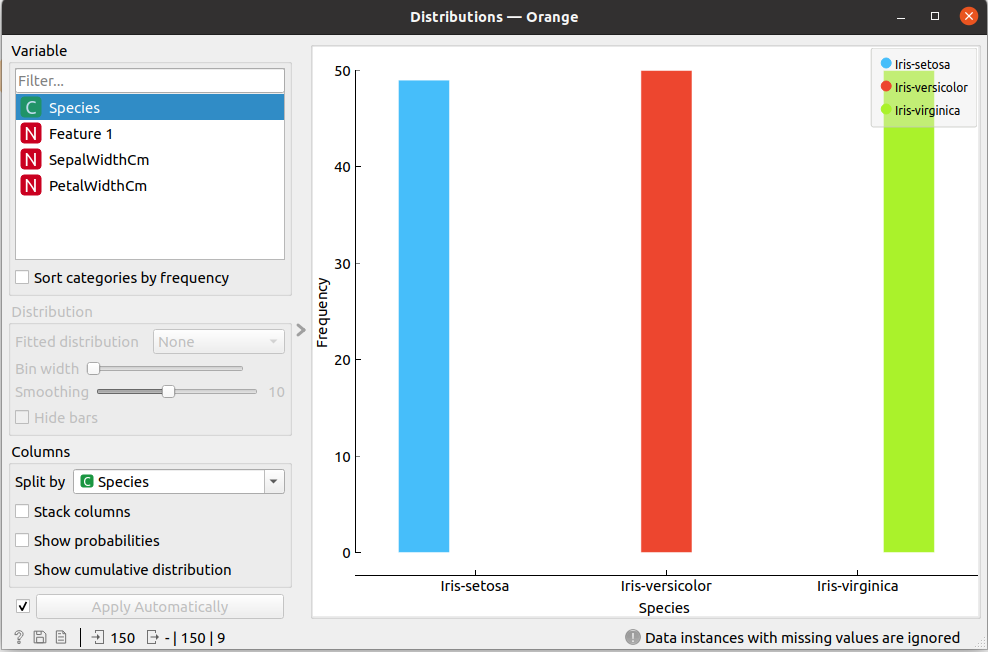 Distributions — Orange
Variable
Filter...
C Species
N Feature 1
N SepalWidthCm
N PetalWidthCm
Sort categories by frequency
Distribution
Fitted distribution None
Bin width
Smoothing 10
Hide bars
Columns
Split by C Species
Stack columns
Show probabilities
Show cumulative distribution
Apply Automatically
? 150 - | 150 | 9
Iris-setosa
Iris-versicolor
Iris-virginica
50
40
30
20
10
0
Frequency
Iris-setosa Iris-versicolor Iris-virginica
Species
! Data instances with missing values are ignored